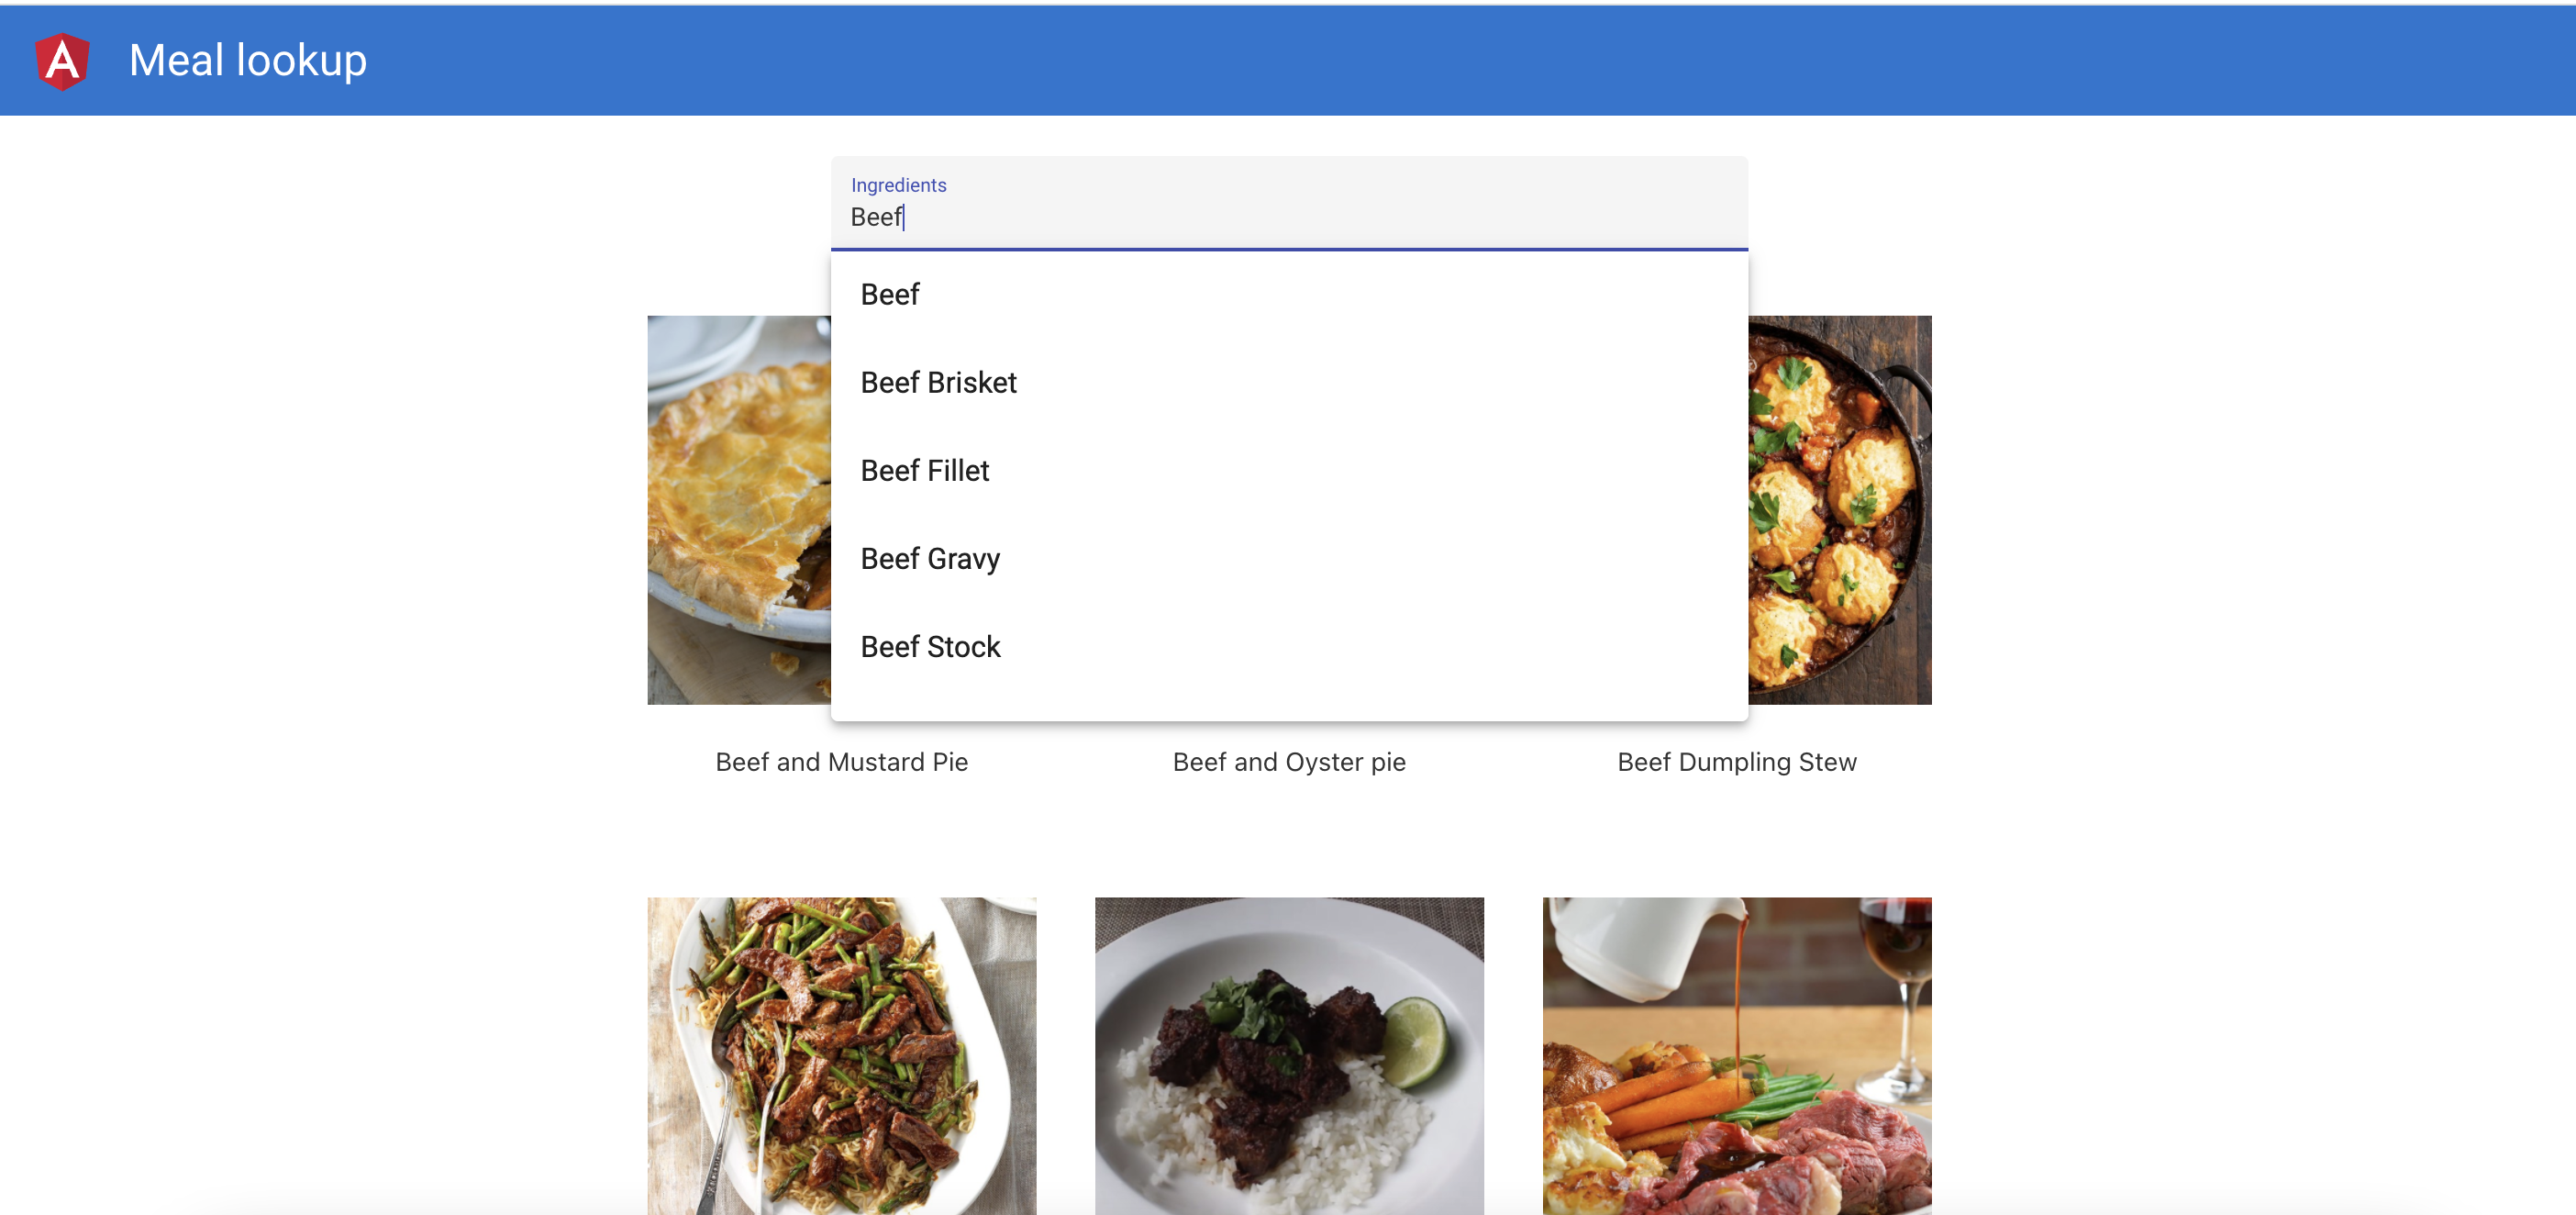 Meal lookup
Ingredients
Beef
Beef
Beef Brisket
Beef Fillet
Beef Gravy
Beef Stock
Beef and Mustard Pie
Beef and Oyster pie
Beef Dumpling Stew